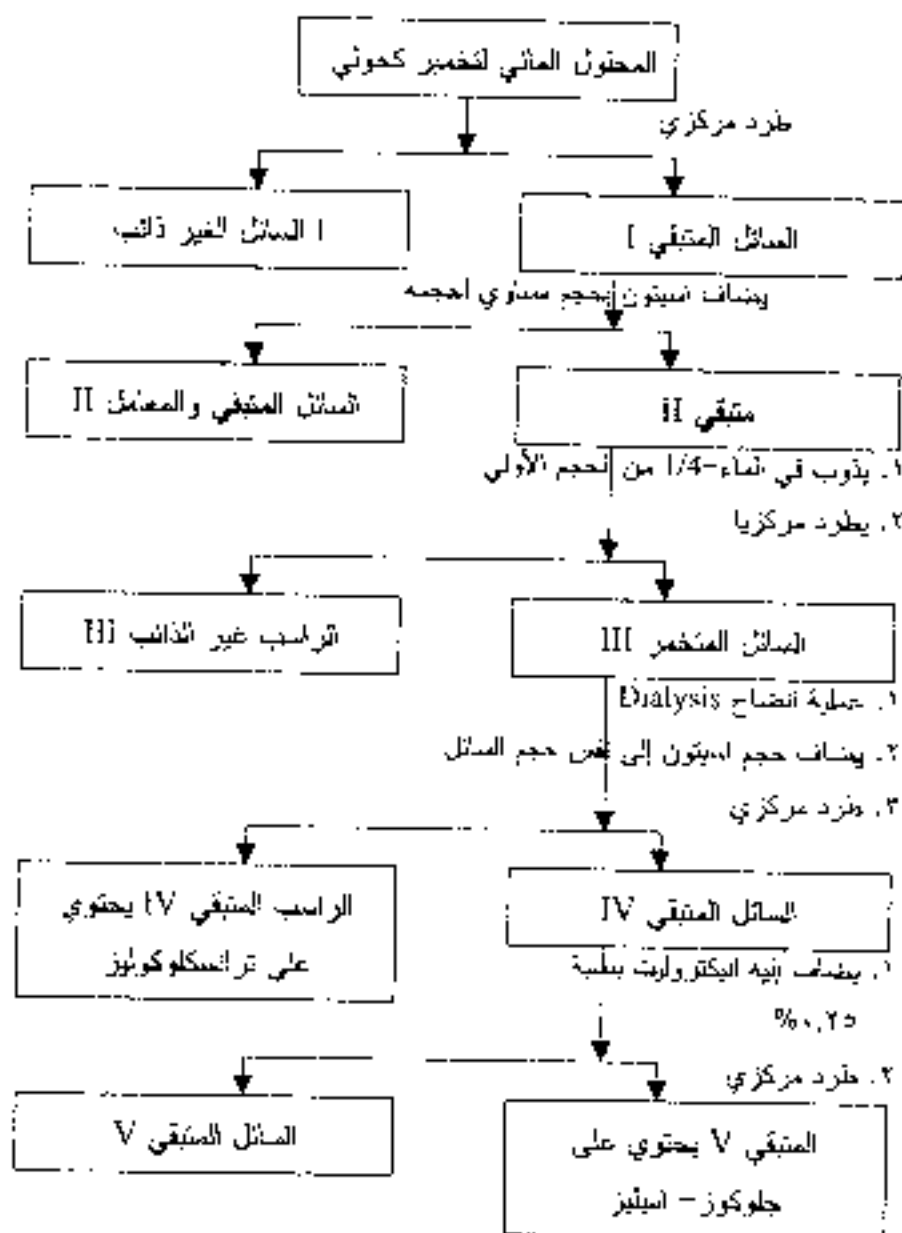 المحلول المائي لتخمير كحولي
طرد مركزي
السائل المتبقي I
I السائل الغير ذائب
يضاف اسيتون بحجم مساوي لحجمه
متبقي II
السائل المتبقي والمعامل II
١. يذوب في الماء-1/4 من الحجم الأولي
٢. يطرد مركزيا
السائل المتخمر III
الراسب غير الذائب III
١. عملية انضاح Dialysis
٢. يضاف حجم اسيتون إلى نفس حجم السائل
٣. طرد مركزي
السائل المتبقي IV
الراسب المتبقي IV يحتوي
على ترانسكلوكوليز
١. يضاف إليه اليكتروليت بنسبة
٠,٢٥%
٢. طرد مركزي
المتبقي V يحتوي على
جلوكوز - اميليز
السائل المتبقي V